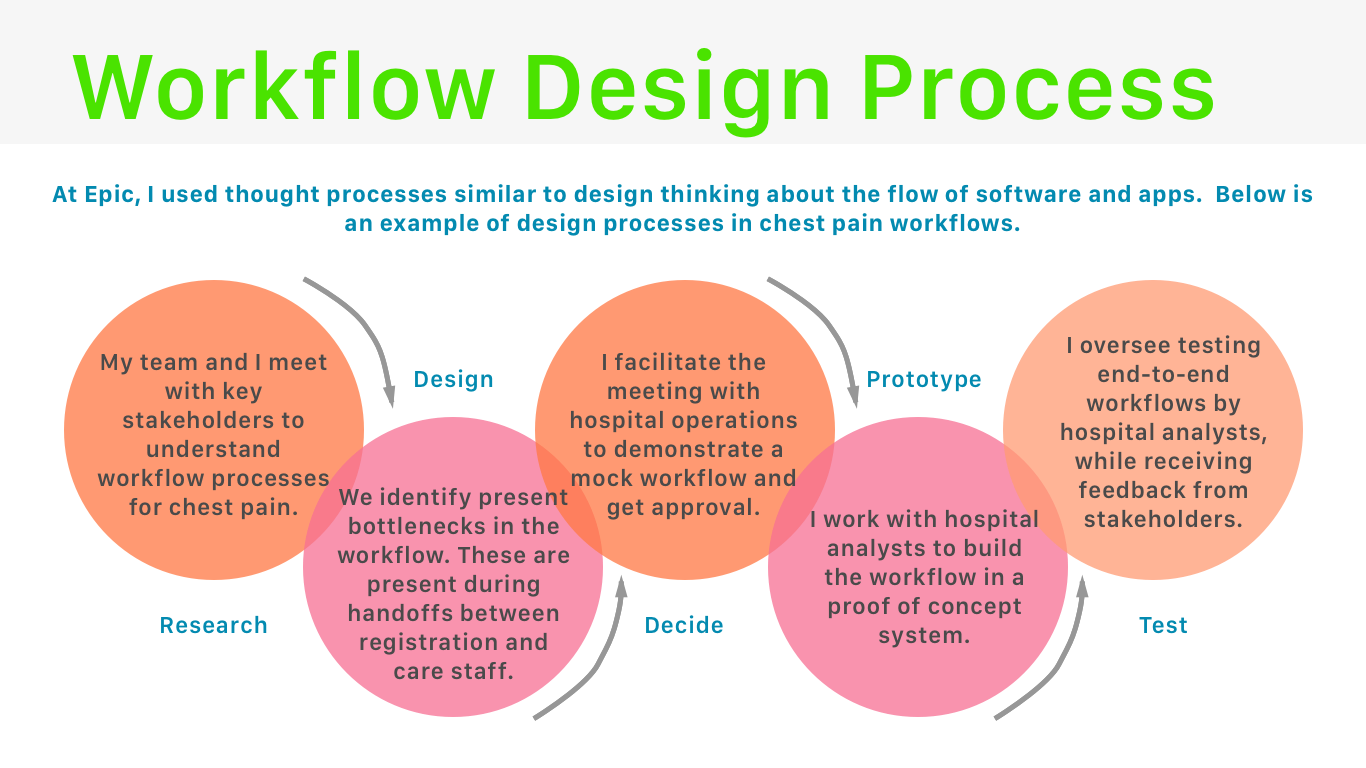 Workflow Design Process
At Epic, I used thought processes similar to design thinking about the flow of software and apps.  Below is
an example of design processes in chest pain workflows.
My team and I meet
with key
stakeholders to
understand
workflow processes
for chest pain.
Research
Design
We identify present
bottlenecks in the
workflow. These are
present during
handoffs between
registration and
care staff.
I facilitate the
meeting with
hospital operations
to demonstrate a
mock workflow and
get approval.
Decide
Prototype
I work with hospital
analysts to build
the workflow in a
proof of concept
system.
I oversee testing
end-to-end
workflows by
hospital analysts,
while receiving
feedback from
stakeholders.
Test